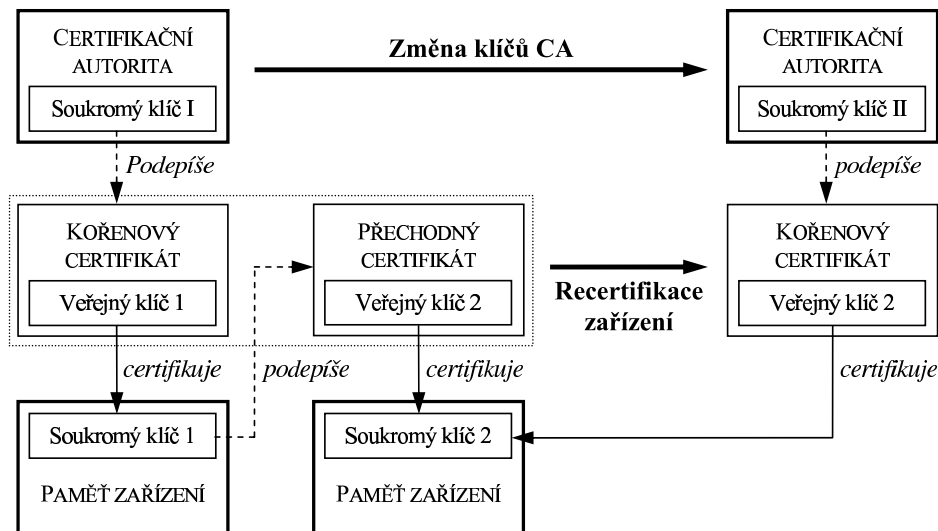 CERTIFIKAČNÍ
AUTORITA
Soukromý klíč I
Změna klíčů CA
CERTIFIKAČNÍ
AUTORITA
Soukromý klíč II
Podepíše
podepíše
KOŘENOVÝ
CERTIFIKÁT
Veřejný klíč 1
PŘECHODNÝ
CERTIFIKÁT
Veřejný klíč 2
Recertifikace
zařízení
KOŘENOVÝ
CERTIFIKÁT
Veřejný klíč 2
certifikuje
podepíše
certifikuje
certifikuje
Soukromý klíč 1
PAMĚŤ ZAŘÍZENÍ
Soukromý klíč 2
PAMĚŤ ZAŘÍZENÍ